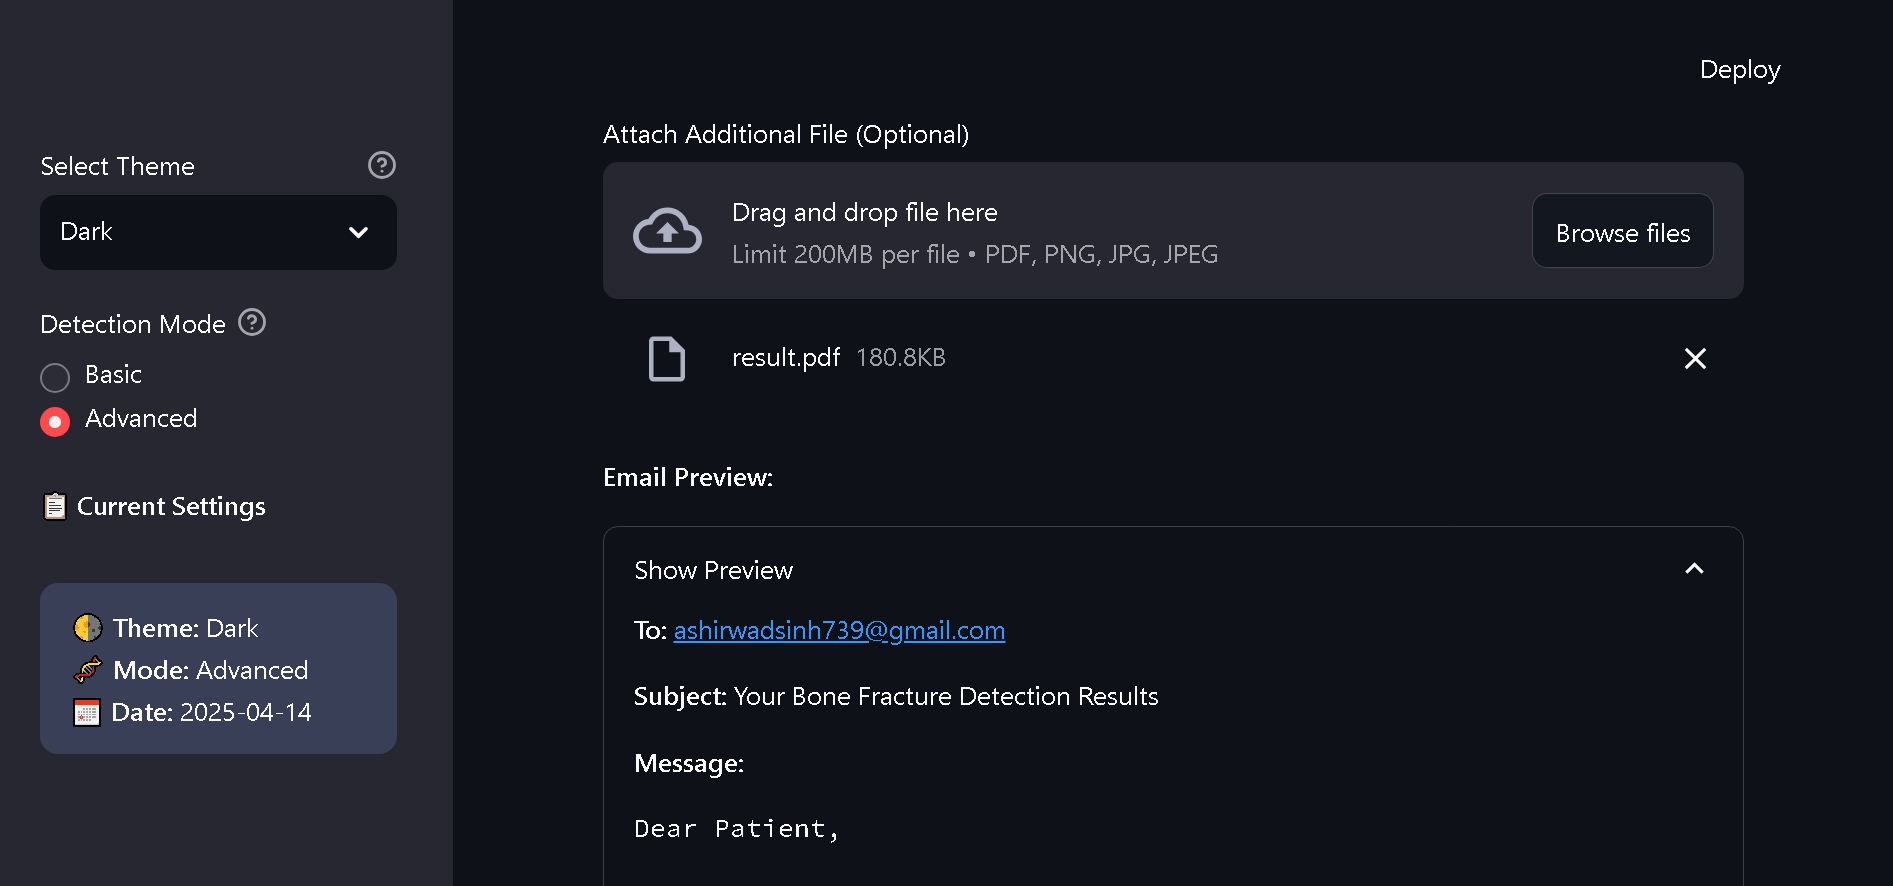 Deploy
Select Theme
Dark
Detection Mode
Basic
Advanced
Current Settings
Theme: Dark
Mode: Advanced
Date: 2025-04-14
Attach Additional File (Optional)
Drag and drop file here
Limit 200MB per file • PDF, PNG, JPG, JPEG
Browse files
result.pdf 180.8KB
Email Preview:
Show Preview
To: ashirwadsinh739@gmail.com
Subject: Your Bone Fracture Detection Results
Message:
Dear Patient,